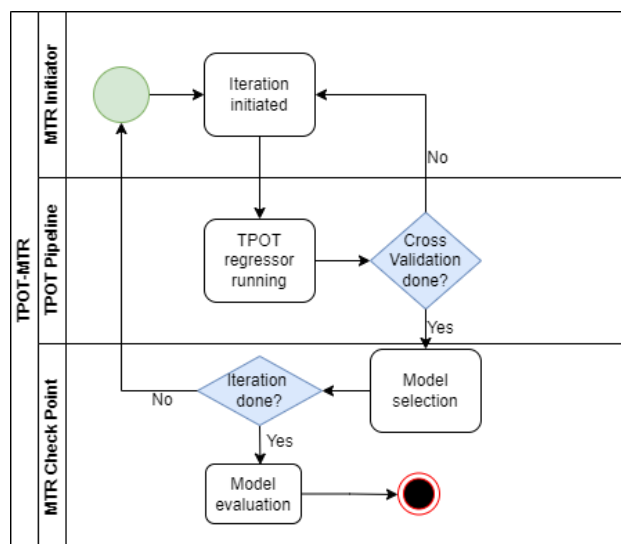 TPOT-MTR
MTR Initiator
Iteration
initiated
No
TPOT Pipeline
TPOT
regressor
running
Cross
Validation
done?
Yes
MTR Check Point
Iteration
done?
No
Model
selection
Yes
Model
evaluation